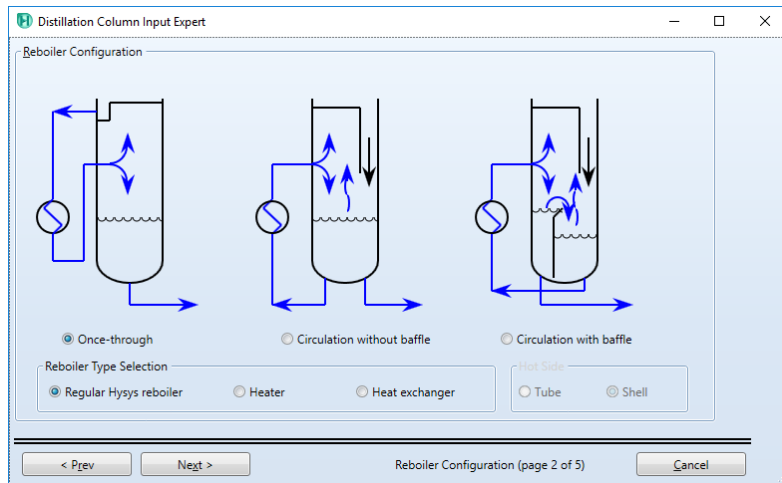 Distillation Column Input Expert
Reboiler Configuration
Once-through
Circulation without baffle
Circulation with baffle
Reboiler Type Selection
Regular Hysys reboiler
Heater
Heat exchanger
Hot Side
Tube
Shell
< Prev
Next >
Reboiler Configuration (page 2 of 5)
Cancel